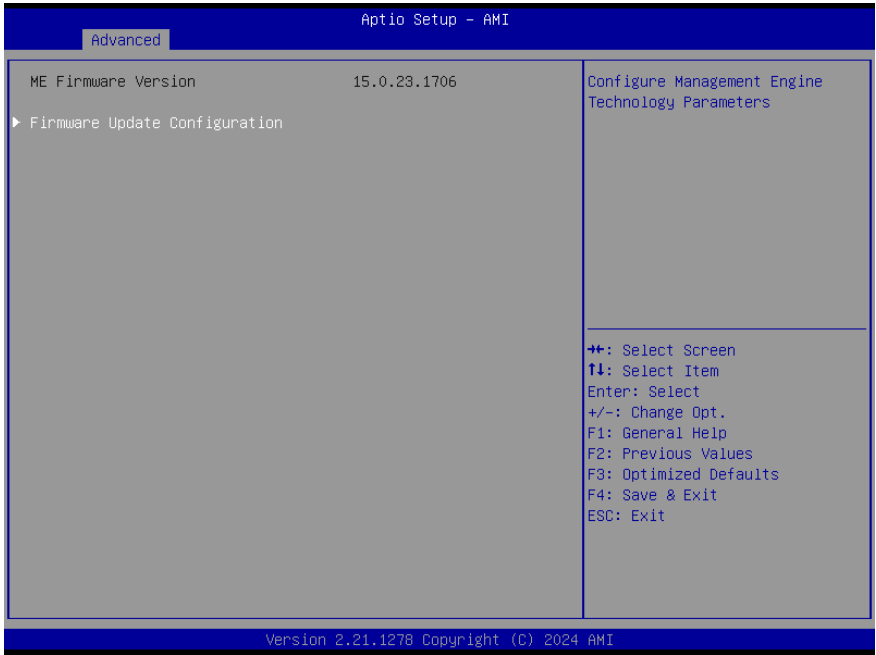 Aptio Setup – AMI
Advanced
ME Firmware Version 15.0.23.1706
▶ Firmware Update Configuration
Configure Management Engine
Technology Parameters
→←: Select Screen
↑↓: Select Item
Enter: Select
+/-: Change Opt.
F1: General Help
F2: Previous Values
F3: Optimized Defaults
F4: Save & Exit
ESC: Exit
Version 2.21.1278 Copyright (C) 2024 AMI